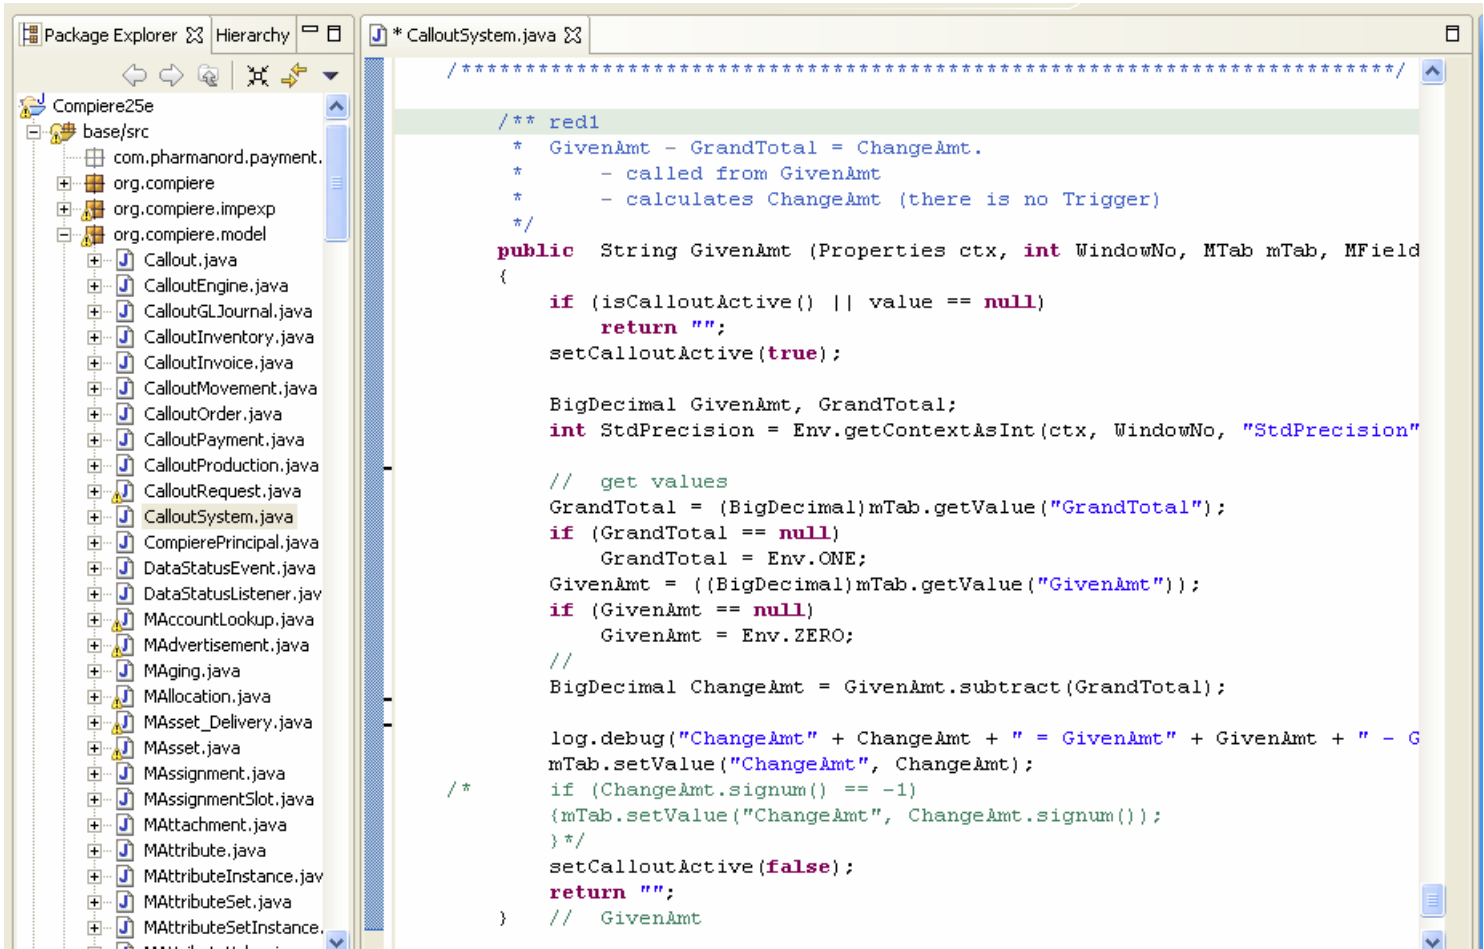 Package Explorer Hierarchy
Compiere25e
base/src
com.pharmanord.payment.
org.compiere
org.compiere.impexp
org.compiere.model
Callout.java
CalloutEngine.java
CalloutGLJournal.java
CalloutInventory.java
CalloutInvoice.java
CalloutMovement.java
CalloutOrder.java
CalloutPayment.java
CalloutProduction.java
CalloutRequest.java
CalloutSystem.java
CompierePrincipal.java
DataStatusEvent.java
DataStatusListener.jav
MAccountLookup.java
MAdvertisement.java
MAging.java
MAllocation.java
MAsset_Delivery.java
MAsset.java
MAssignment.java
MAssignmentSlot.java
MAttachment.java
MAttribute.java
MAttributeInstance.jav
MAttributeSet.java
MAttributeSetInstance.
* CalloutSystem.java
/************************************************************************/
/** red1
*  GivenAmt - GrandTotal = ChangeAmt.
*      - called from GivenAmt
*      - calculates ChangeAmt (there is no Trigger)
*/
public  String GivenAmt (Properties ctx, int WindowNo, MTab mTab, MField
{
if (isCalloutActive() || value == null)
return "";
setCalloutActive(true);
BigDecimal GivenAmt, GrandTotal;
int StdPrecision = Env.getContextAsInt(ctx, WindowNo, "StdPrecision"
//  get values
GrandTotal = (BigDecimal)mTab.getValue("GrandTotal");
if (GrandTotal == null)
GrandTotal = Env.ONE;
GivenAmt = ((BigDecimal)mTab.getValue("GivenAmt"));
if (GivenAmt == null)
GivenAmt = Env.ZERO;
//
BigDecimal ChangeAmt = GivenAmt.subtract(GrandTotal);
log.debug("ChangeAmt" + ChangeAmt + " = GivenAmt" + GivenAmt + " - G
mTab.setValue("ChangeAmt", ChangeAmt);
/*      if (ChangeAmt.signum() == -1)
{mTab.setValue("ChangeAmt", ChangeAmt.signum());
}*/
setCalloutActive(false);
return "";
}   //  GivenAmt